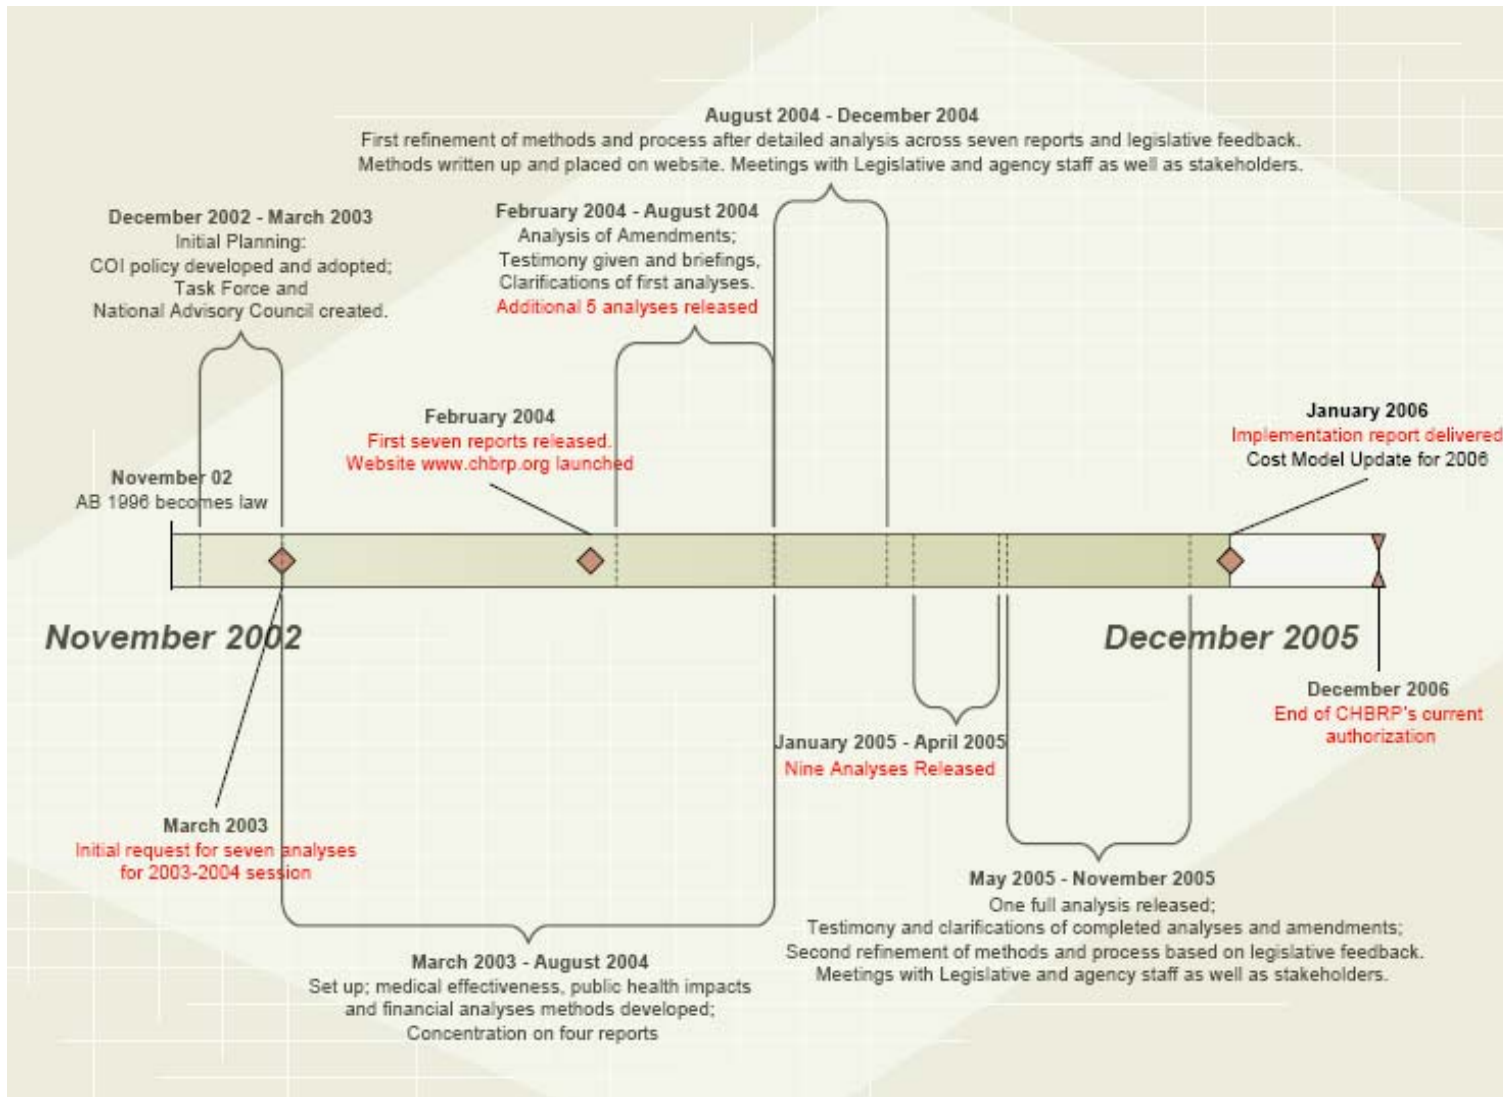 August 2004 - December 2004
First refinement of methods and process after detailed analysis across seven reports and legislative feedback.
Methods written up and placed on website. Meetings with Legislative and agency staff as well as stakeholders.
December 2002 - March 2003
Initial Planning:
COI policy developed and adopted;
Task Force and
National Advisory Council created.
February 2004 - August 2004
Analysis of Amendments;
Testimony given and briefings,
Clarifications of first analyses.
Additional 5 analyses released
February 2004
First seven reports released.
Website www.chbrp.org launched
January 2006
Implementation report delivered
Cost Model Update for 2006
November 02
AB 1996 becomes law
November 2002
December 2005
December 2006
End of CHBRP's current
authorization
January 2005 - April 2005
Nine Analyses Released
March 2003
Initial request for seven analyses
for 2003-2004 session
May 2005 - November 2005
One full analysis released;
Testimony and clarifications of completed analyses and amendments;
Second refinement of methods and process based on legislative feedback.
Meetings with Legislative and agency staff as well as stakeholders.
March 2003 - August 2004
Set up; medical effectiveness, public health impacts
and financial analyses methods developed;
Concentration on four reports